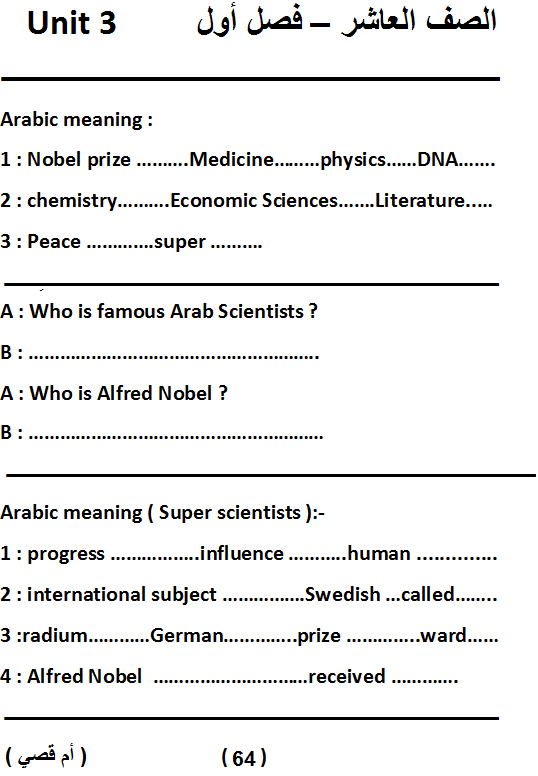 Unit 3 الصف العاشر – فصل أول
Arabic meaning :
1 : Nobel prize ..........Medicine.........physics......DNA.......
2 : chemistry..........Economic Sciences.......Literature.....
3 : Peace .............super ..........
A : Who is famous Arab Scientists ?
B : .......................................................
A : Who is Alfred Nobel ?
B : ........................................................
Arabic meaning ( Super scientists ):-
1 : progress .................influence ...........human ..............
2 : international subject ................Swedish ...called........
3 :radium............German..............prize ..............ward......
4 : Alfred Nobel .............................received .............
( أم قصي ) ( 64 )